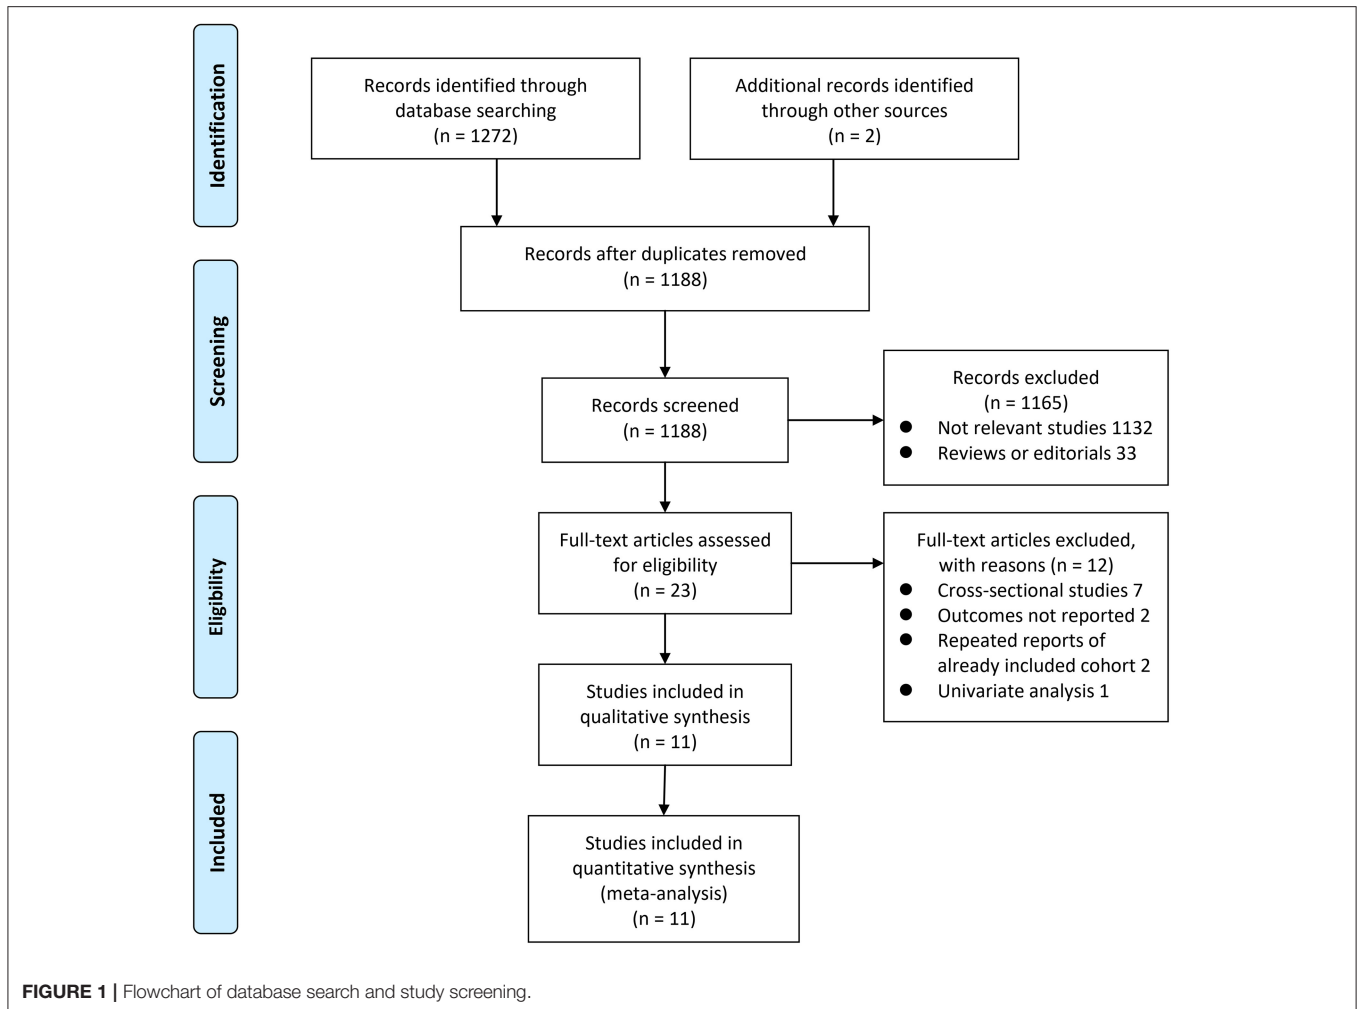 Identification
Records identified through
database searching
(n = 1272)
Additional records identified
through other sources
(n = 2)
Records after duplicates removed
(n = 1188)
Screening
Records screened
(n = 1188)
Records excluded
(n = 1165)
● Not relevant studies 1132
● Reviews or editorials 33
Eligibility
Full-text articles assessed
for eligibility
(n = 23)
Full-text articles excluded,
with reasons (n = 12)
● Cross-sectional studies 7
● Outcomes not reported 2
● Repeated reports of
already included cohort 2
● Univariate analysis 1
Studies included in
qualitative synthesis
(n = 11)
Included
Studies included in
quantitative synthesis
(meta-analysis)
(n = 11)
FIGURE 1 | Flowchart of database search and study screening.